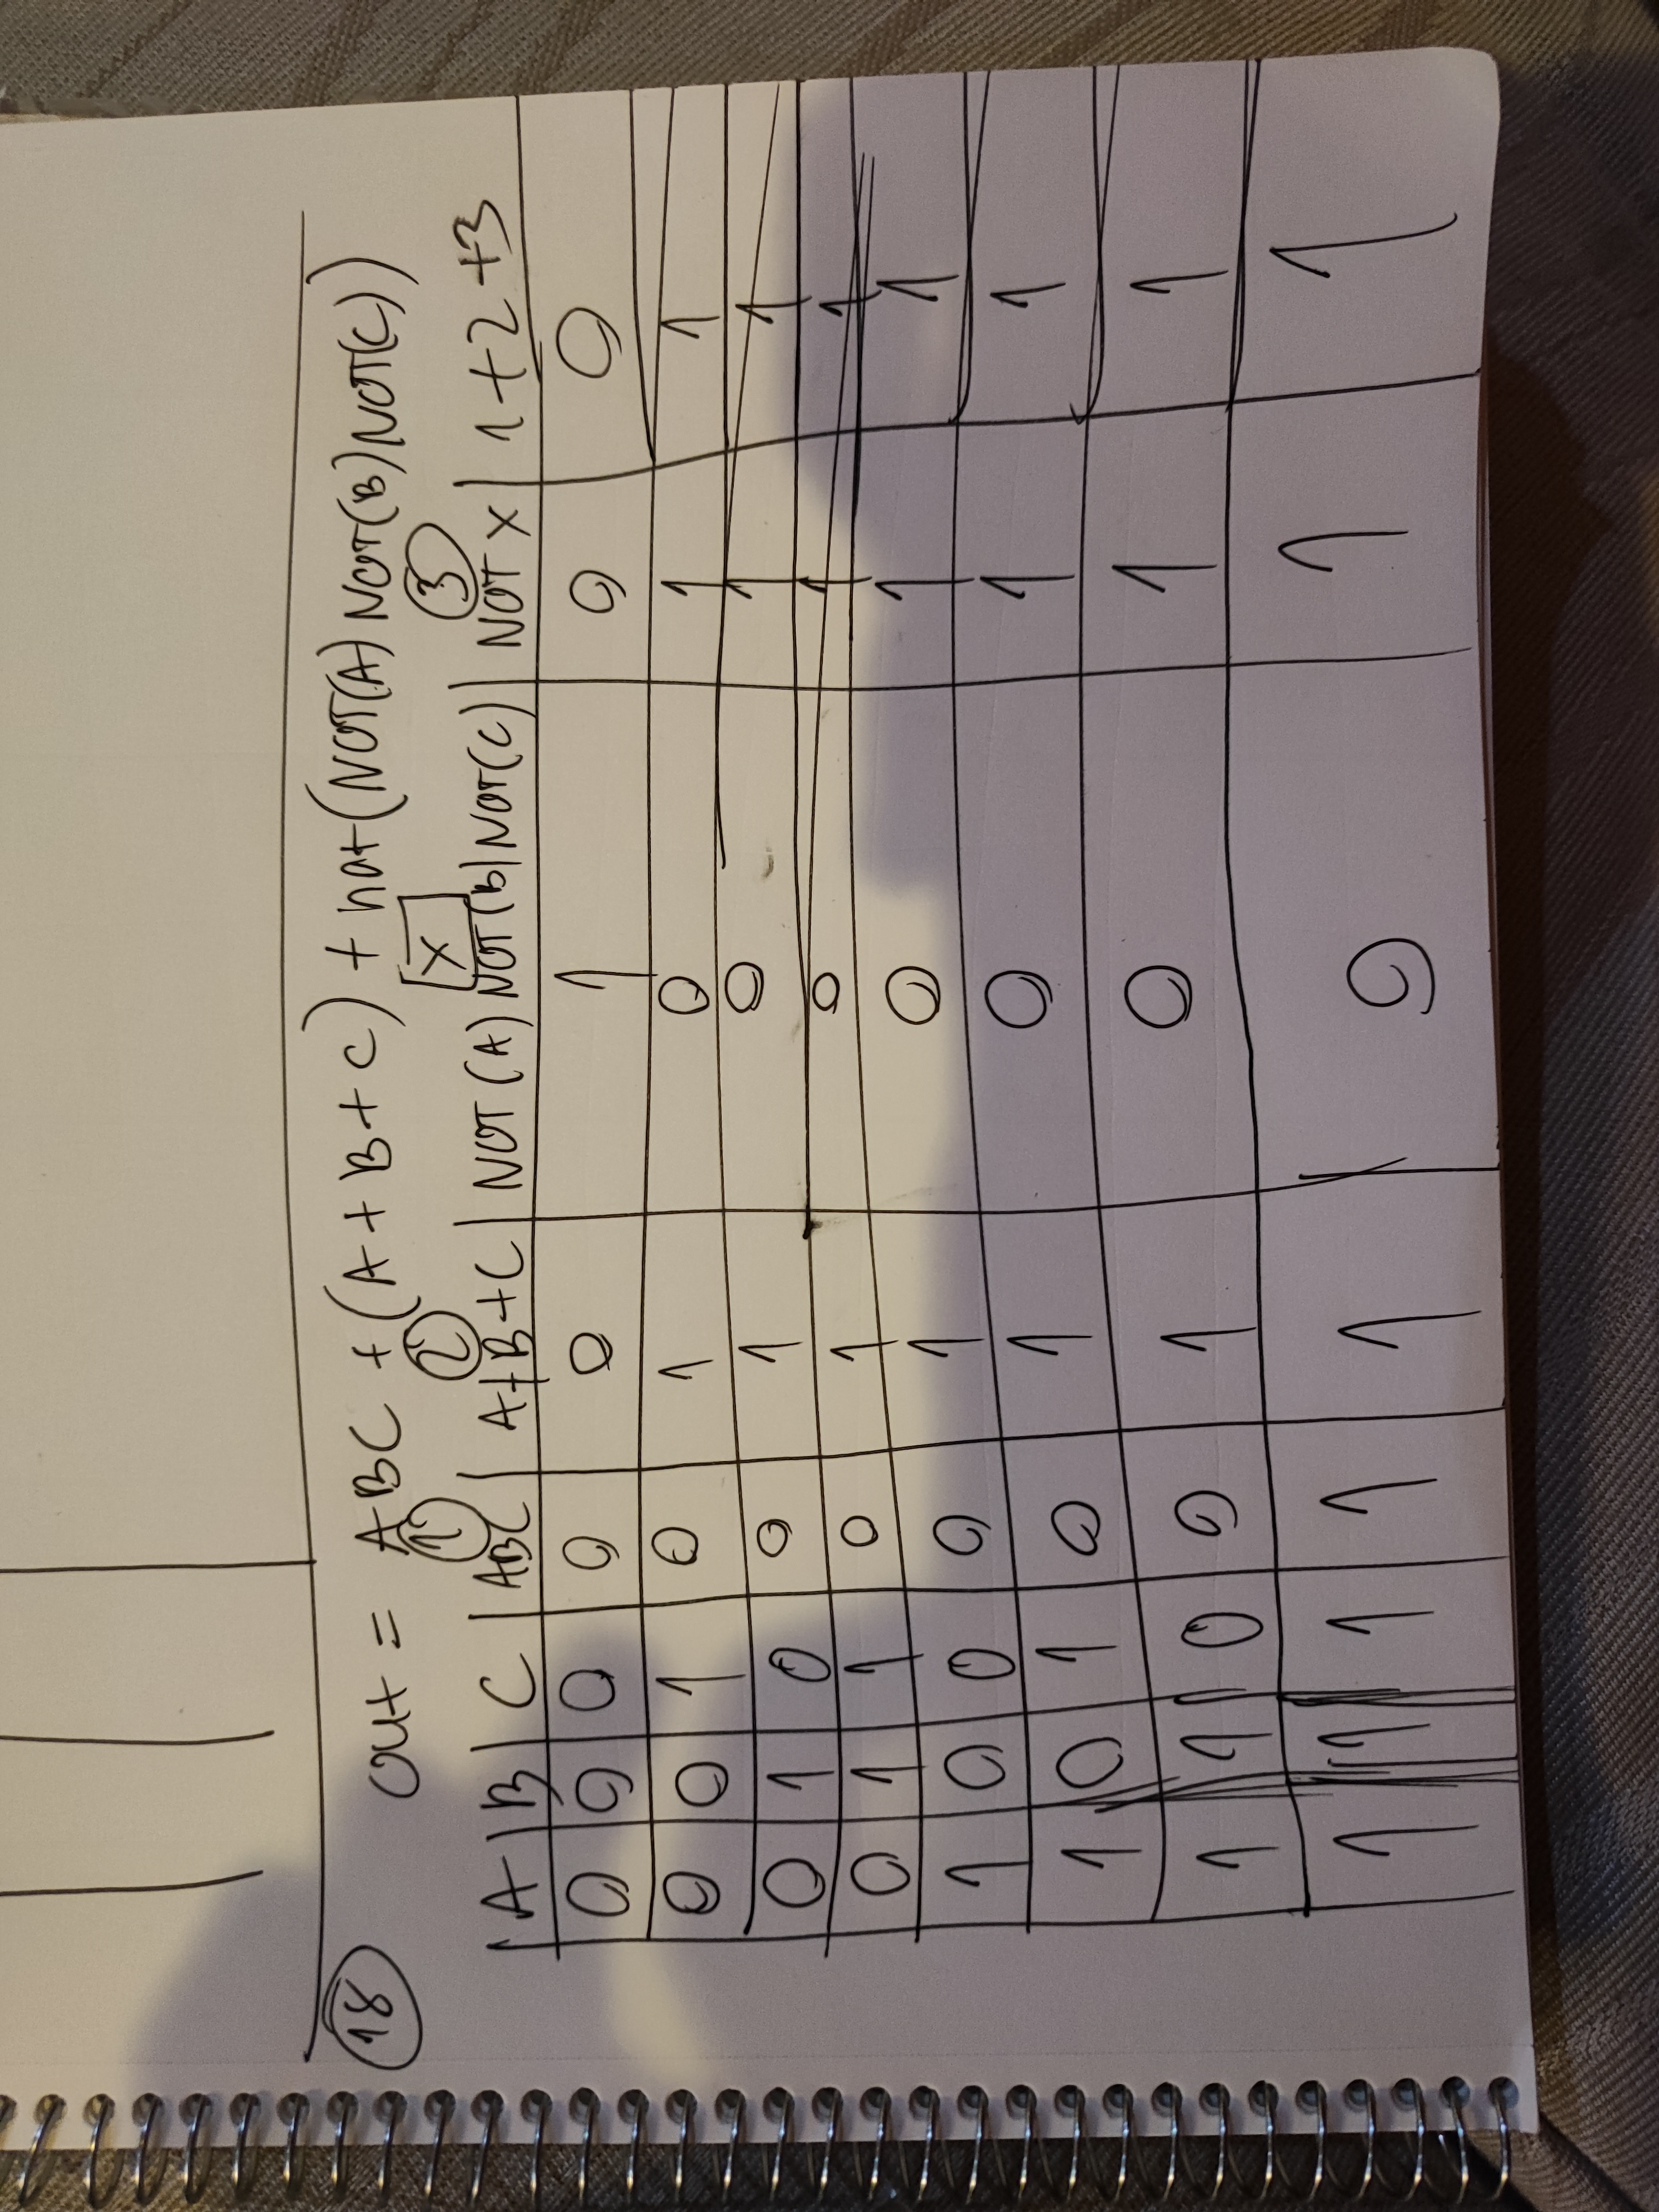 18 out = ABC + (A+B+C) + not(NOT(A) NOT(B) NOT(C))
1 2 X 3
A | B | C | ABC | A+B+C | NOT(A) NOT(B) NOT(C) | NOT X | 1+2+3
0 0 0 0 0 1 0 0
0 0 1 0 1 0 1 1
0 1 0 0 1 0 1 1
0 1 1 0 1 0 1 1
1 0 0 0 1 0 1 1
1 0 1 0 1 0 1 1
1 1 0 0 1 0 1 1
1 1 1 1 1 0 1 1